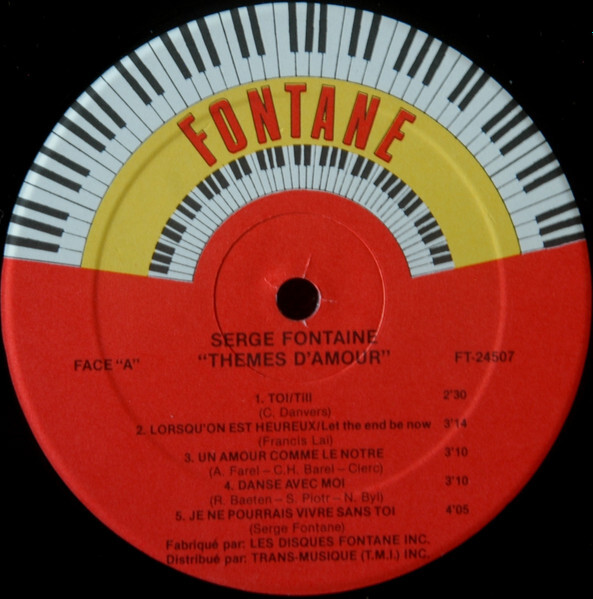 FONTANE
SERGE FONTAINE
"THEMES D'AMOUR"
FACE "A"
FT-24507
1. TOI/Till 2'30
(C. Danvers)
2. LORSQU'ON EST HEUREUX/Let the end be now 3'14
(Francis Lai)
3. UN AMOUR COMME LE NOTRE 3'10
(A. Farel – C.H. Barel – Clerc)
4. DANSE AVEC MOI 3'10
(R. Baeten – S. Piott – N. Byl)
5. JE NE POURRAIS VIVRE SANS TOI 4'05
(Serge Fontane)
Fabriqué par: LES DISQUES FONTANE INC.
Distribué par: TRANS-MUSIQUE (T.M.I.) INC.